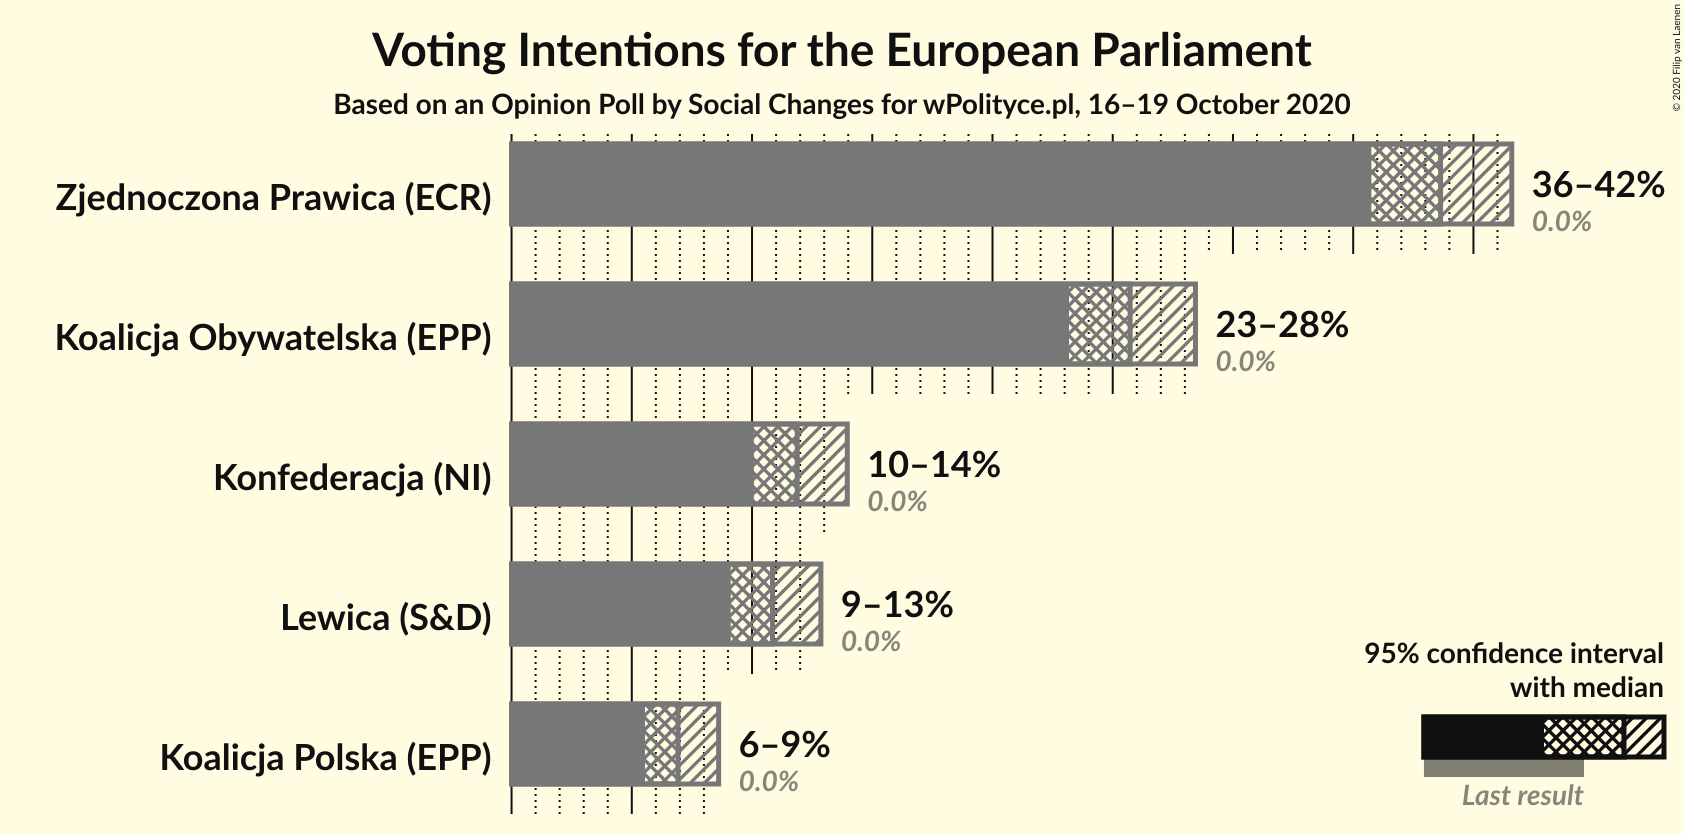 Voting Intentions for the European Parliament
Based on an Opinion Poll by Social Changes for wPolityce.pl, 16–19 October 2020
© 2020 Filip van Laenen
Zjednoczona Prawica (ECR)
36–42%
0.0%
Koalicja Obywatelska (EPP)
23–28%
0.0%
Konfederacja (NI)
10–14%
0.0%
Lewica (S&D)
9–13%
0.0%
Koalicja Polska (EPP)
6–9%
0.0%
95% confidence interval
with median
Last result